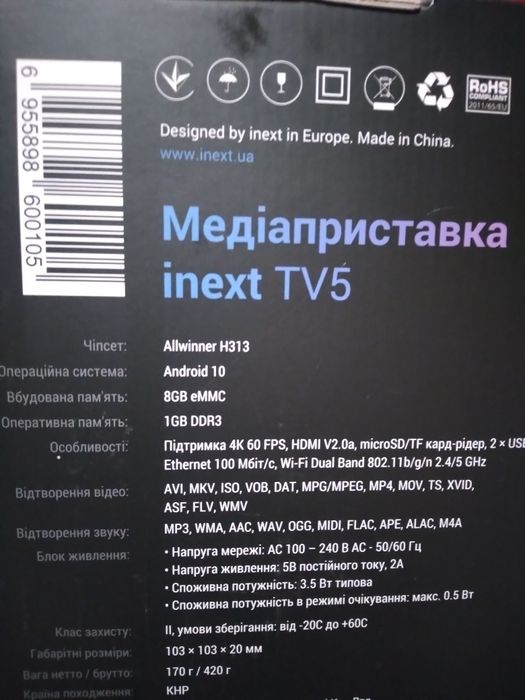 RoHS
COMPLIANT
2011/65/EU
Designed by inext in Europe. Made in China.
www.inext.ua
6 955898 600105
Медіаприставка
inext TV5
Чіпсет: Allwinner H313
Операційна система: Android 10
Вбудована пам'ять: 8GB eMMC
Оперативна пам'ять: 1GB DDR3
Особливості: Підтримка 4K 60 FPS, HDMI V2.0a, microSD/TF кард-рідер, 2 × USB
Ethernet 100 Мбіт/с, Wi-Fi Dual Band 802.11b/g/n 2.4/5 GHz
Відтворення відео: AVI, MKV, ISO, VOB, DAT, MPG/MPEG, MP4, MOV, TS, XVID,
ASF, FLV, WMV
Відтворення звуку: MP3, WMA, AAC, WAV, OGG, MIDI, FLAC, APE, ALAC, M4A
Блок живлення: • Напруга мережі: AC 100 – 240 В AC - 50/60 Гц
• Напруга живлення: 5В постійного току, 2А
• Споживна потужність: 3.5 Вт типова
• Споживна потужність в режимі очікування: макс. 0.5 Вт
Клас захисту: II, умови зберігання: від -20С до +60С
Габаритні розміри: 103 × 103 × 20 мм
Вага нетто / брутто: 170 г / 420 г
Країна походження: КНР